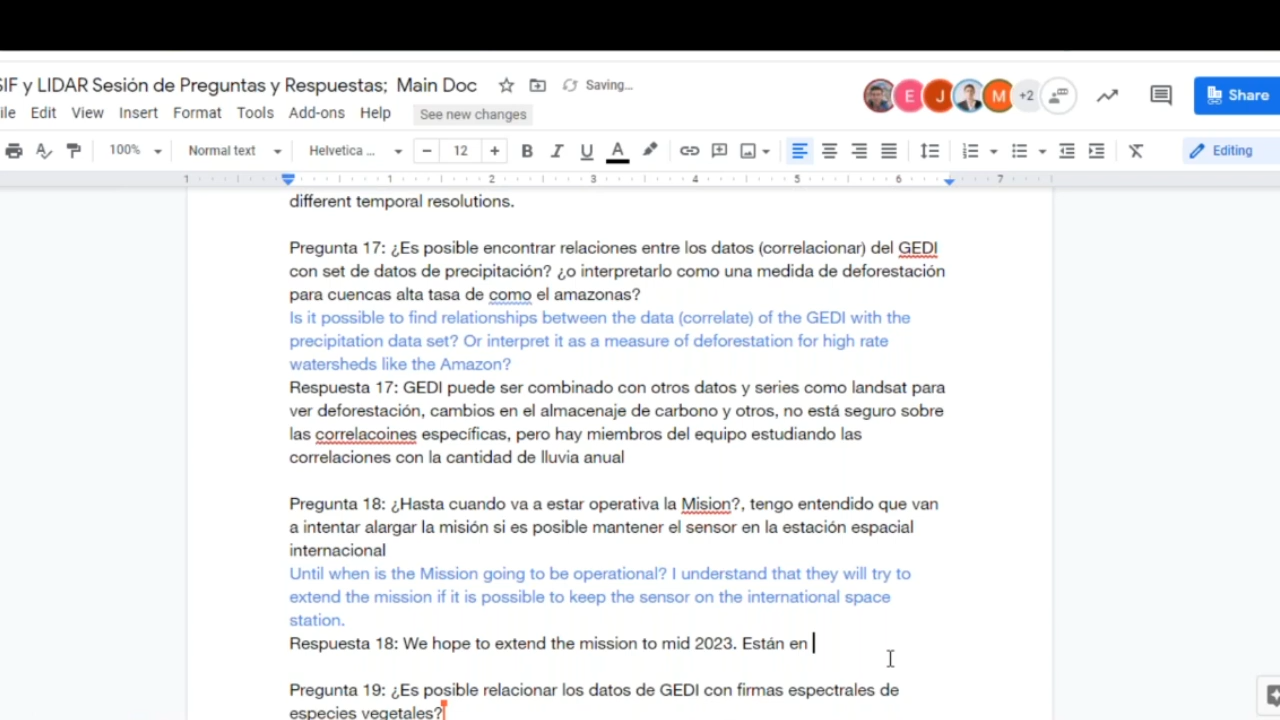 SIF y LIDAR Sesión de Preguntas y Respuestas; Main Doc Saving...
E J M +2 Share
File Edit View Insert Format Tools Add-ons Help See new changes
100% Normal text Helvetica ... 12 B I U A Editing
1 1 2 3 4 5 6 7
different temporal resolutions.
Pregunta 17: ¿Es posible encontrar relaciones entre los datos (correlacionar) del GEDI
con set de datos de precipitación? ¿o interpretarlo como una medida de deforestación
para cuencas alta tasa de como el amazonas?
Is it possible to find relationships between the data (correlate) of the GEDI with the
precipitation data set? Or interpret it as a measure of deforestation for high rate
watersheds like the Amazon?
Respuesta 17: GEDI puede ser combinado con otros datos y series como landsat para
ver deforestación, cambios en el almacenaje de carbono y otros, no está seguro sobre
las correlacoines específicas, pero hay miembros del equipo estudiando las
correlaciones con la cantidad de lluvia anual
Pregunta 18: ¿Hasta cuando va a estar operativa la Mision?, tengo entendido que van
a intentar alargar la misión si es posible mantener el sensor en la estación espacial
internacional
Until when is the Mission going to be operational? I understand that they will try to
extend the mission if it is possible to keep the sensor on the international space
station.
Respuesta 18: We hope to extend the mission to mid 2023. Están en
Pregunta 19: ¿Es posible relacionar los datos de GEDI con firmas espectrales de
especies vegetales?